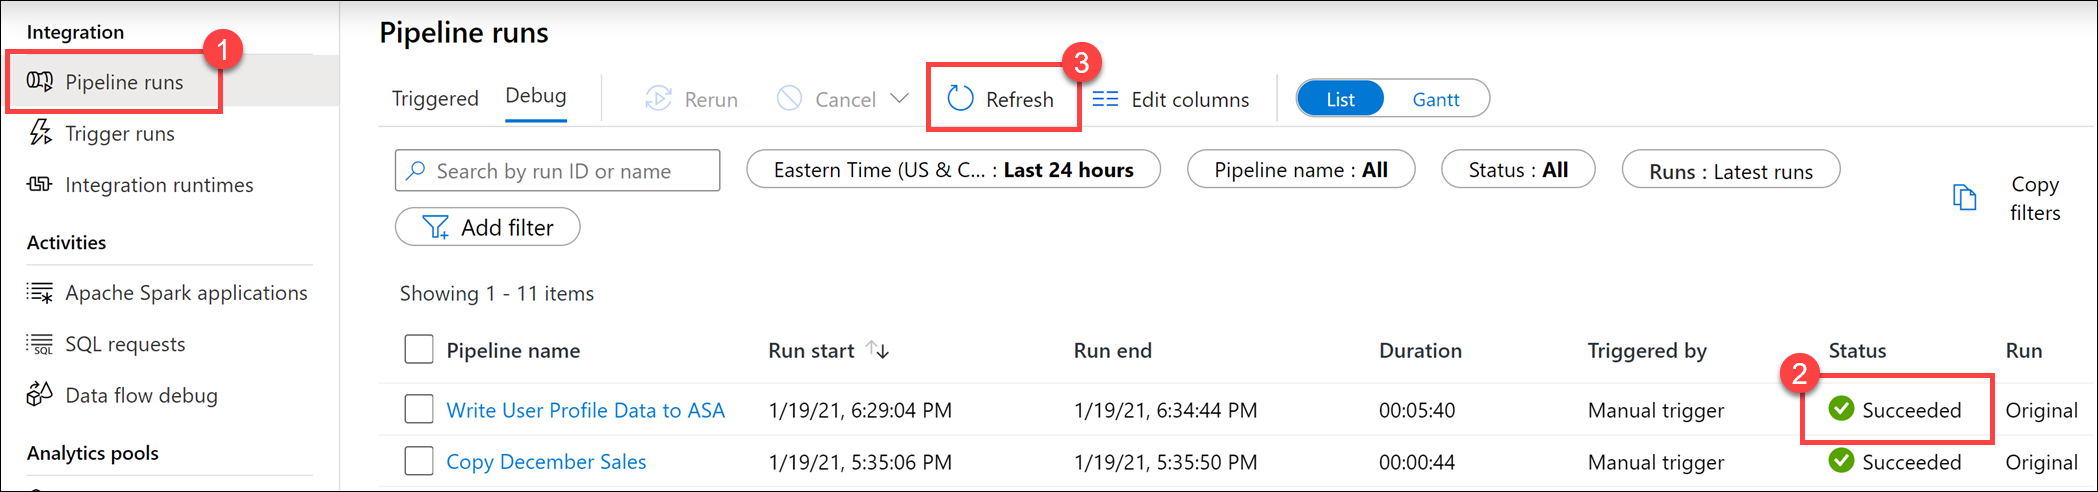 Integration
1
Pipeline runs
Trigger runs
Integration runtimes
Activities
Apache Spark applications
SQL requests
Data flow debug
Analytics pools
Pipeline runs
3
Triggered Debug Rerun Cancel Refresh Edit columns List Gantt
Search by run ID or name Eastern Time (US & C... : Last 24 hours Pipeline name : All Status : All Runs : Latest runs Copy filters
Add filter
Showing 1 - 11 items
Pipeline name Run start Run end Duration Triggered by Status Run
2
Write User Profile Data to ASA 1/19/21, 6:29:04 PM 1/19/21, 6:34:44 PM 00:05:40 Manual trigger Succeeded Original
Copy December Sales 1/19/21, 5:35:06 PM 1/19/21, 5:35:50 PM 00:00:44 Manual trigger Succeeded Original